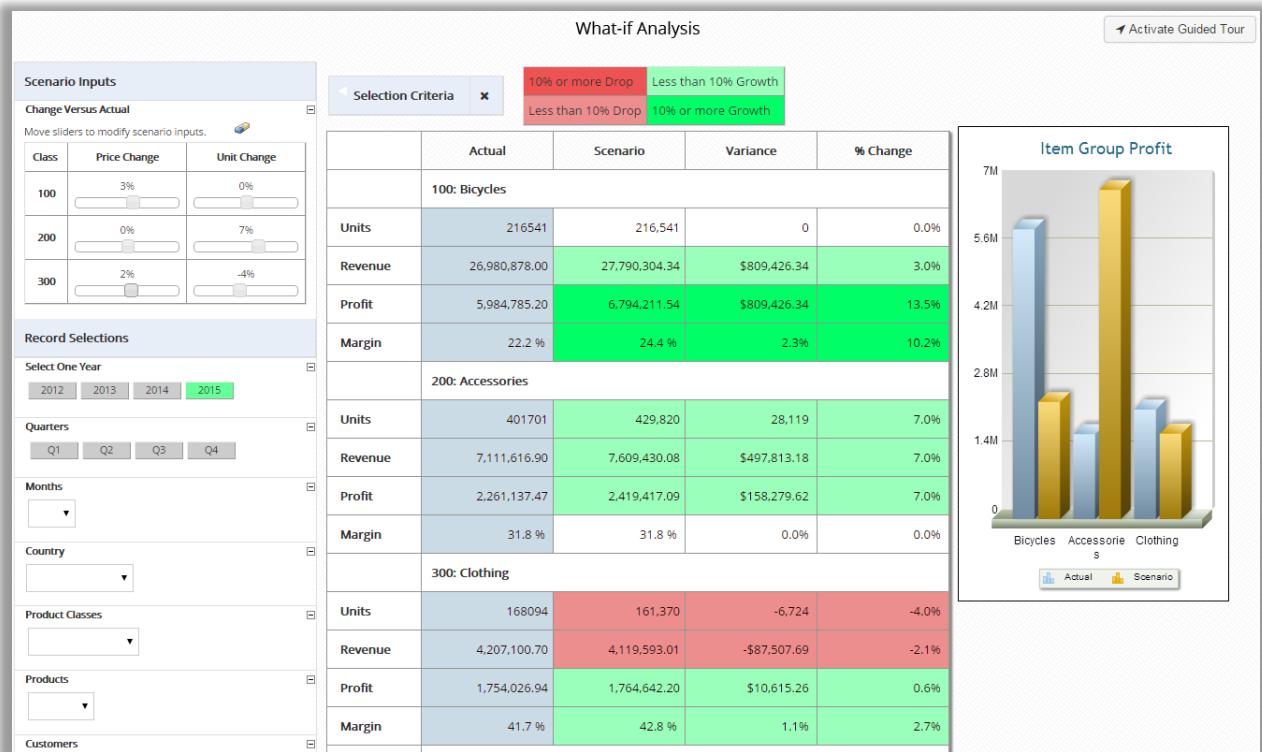 What-if Analysis
Activate Guided Tour
Scenario Inputs
Change Versus Actual
Move sliders to modify scenario inputs.
Class Price Change Unit Change
100 3% 0%
200 0% 7%
300 2% -4%
Record Selections
Select One Year
2012 2013 2014 2015
Quarters
Q1 Q2 Q3 Q4
Months
Country
Product Classes
Products
Customers
Selection Criteria ×
10% or more Drop Less than 10% Growth
Less than 10% Drop 10% or more Growth
Actual Scenario Variance % Change
100: Bicycles
Units 216541 216,541 0 0.0%
Revenue 26,980,878.00 27,790,304.34 $809,426.34 3.0%
Profit 5,984,785.20 6,794,211.54 $809,426.34 13.5%
Margin 22.2 % 24.4 % 2.3% 10.2%
200: Accessories
Units 401701 429,820 28,119 7.0%
Revenue 7,111,616.90 7,609,430.08 $497,813.18 7.0%
Profit 2,261,137.47 2,419,417.09 $158,279.62 7.0%
Margin 31.8 % 31.8 % 0.0% 0.0%
300: Clothing
Units 168094 161,370 -6,724 -4.0%
Revenue 4,207,100.70 4,119,593.01 -$87,507.69 -2.1%
Profit 1,754,026.94 1,764,642.20 $10,615.26 0.6%
Margin 41.7 % 42.8 % 1.1% 2.7%
Item Group Profit
7M
5.6M
4.2M
2.8M
1.4M
0
Bicycles Accessorie Clothing
s
Actual Scenario